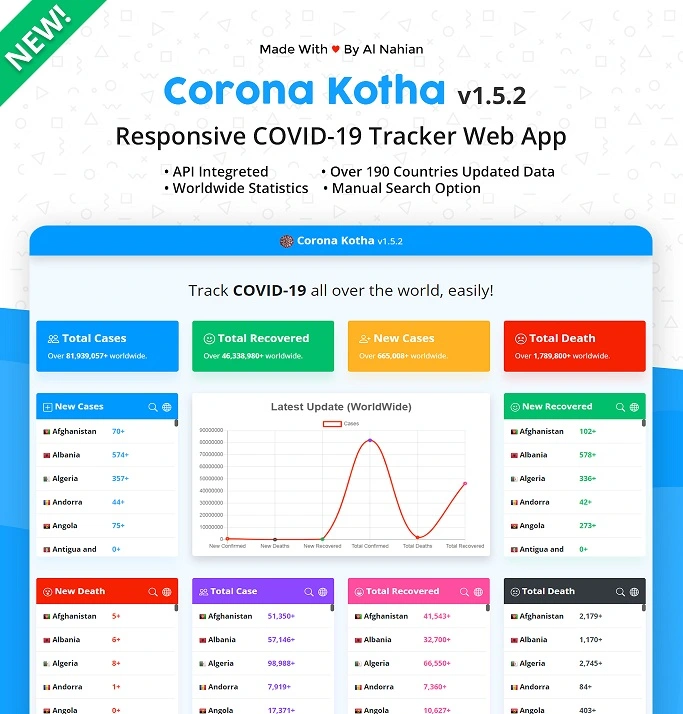 NEW!
Made With ♥ By Al Nahian
Corona Kotha v1.5.2
Responsive COVID-19 Tracker Web App
• API Integreted • Over 190 Countries Updated Data
• Worldwide Statistics • Manual Search Option
Corona Kotha v1.5.2
Track COVID-19 all over the world, easily!
Total Cases
Over 81,939,057+ worldwide.
Total Recovered
Over 46,338,980+ worldwide.
New Cases
Over 665,008+ worldwide.
Total Death
Over 1,789,800+ worldwide.
New Cases
Afghanistan 70+
Albania 574+
Algeria 357+
Andorra 44+
Angola 75+
Antigua and 0+
Latest Update (WorldWide)
Cases
90000000
80000000
70000000
60000000
50000000
40000000
30000000
20000000
10000000
0
New Confirmed New Deaths New Recovered Total Confirmed Total Deaths Total Recovered
New Recovered
Afghanistan 102+
Albania 578+
Algeria 336+
Andorra 42+
Angola 273+
Antigua and 0+
New Death
Afghanistan 5+
Albania 6+
Algeria 8+
Andorra 1+
Angola 0+
Total Case
Afghanistan 51,350+
Albania 57,146+
Algeria 98,988+
Andorra 7,919+
Angola 17,371+
Total Recovered
Afghanistan 41,543+
Albania 32,700+
Algeria 66,550+
Andorra 7,360+
Angola 10,627+
Total Death
Afghanistan 2,179+
Albania 1,170+
Algeria 2,745+
Andorra 84+
Angola 403+